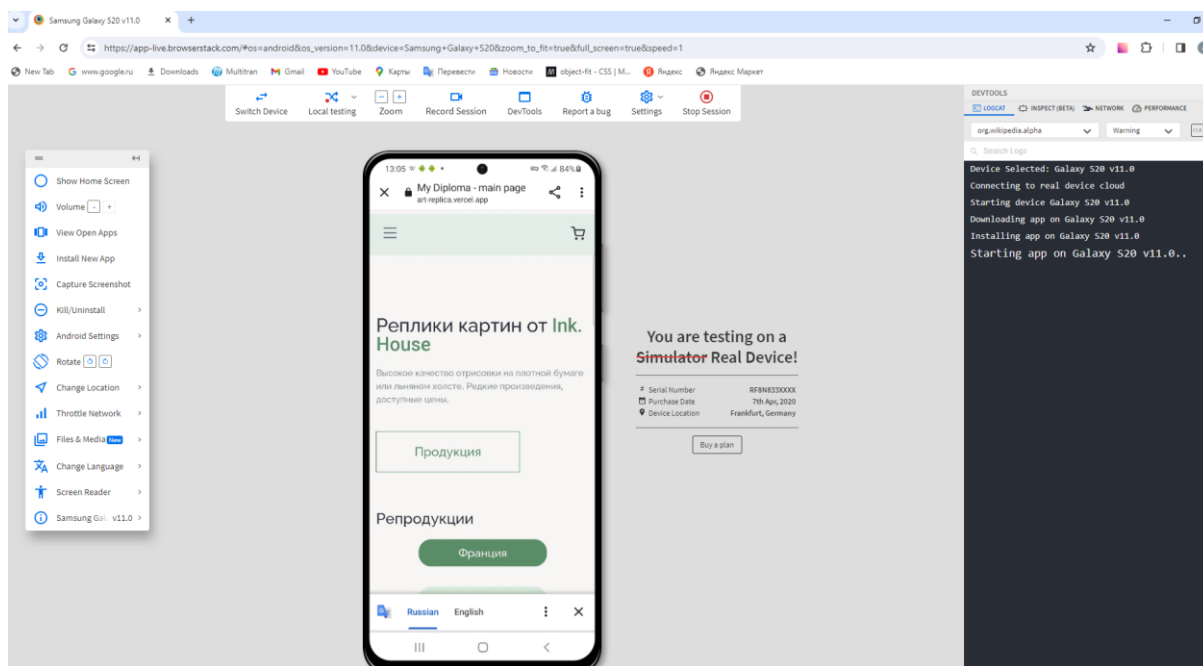 Samsung Galaxy S20 v11.0
https://app-live.browserstack.com/#os=android&os_version=11.0&device=Samsung+Galaxy+S20&zoom_to_fit=true&full_screen=true&speed=1
New Tab www.google.ru Downloads Multitran Gmail YouTube Карты Перевести Новости object-fit - CSS | M... Яндекс Яндекс Маркет
Switch Device Local testing Zoom Record Session DevTools Report a bug Settings Stop Session
Show Home Screen
Volume - +
View Open Apps
Install New App
Capture Screenshot
Kill/Uninstall
Android Settings
Rotate
Change Location
Throttle Network
Files & Media New
Change Language
Screen Reader
Samsung Gal v11.0
13:05 84%
My Diploma - main page
art-replica.vercel.app
Реплики картин от Ink.
House
Высокое качество отрисовки на плотной бумаге
или льняном холсте. Редкие произведения,
доступные цены.
Продукция
Репродукции
Франция
Russian English
You are testing on a
Simulator Real Device!
Serial Number RF8N833XXXX
Purchase Date 7th Apr, 2020
Device Location Frankfurt, Germany
Buy a plan
DEVTOOLS
LOGCAT INSPECT (BETA) NETWORK PERFORMANCE
org.wikipedia.alpha Warning
Search Logs
Device Selected: Galaxy S20 v11.0
Connecting to real device cloud
Starting device Galaxy S20 v11.0
Downloading app on Galaxy S20 v11.0
Installing app on Galaxy S20 v11.0
Starting app on Galaxy S20 v11.0..